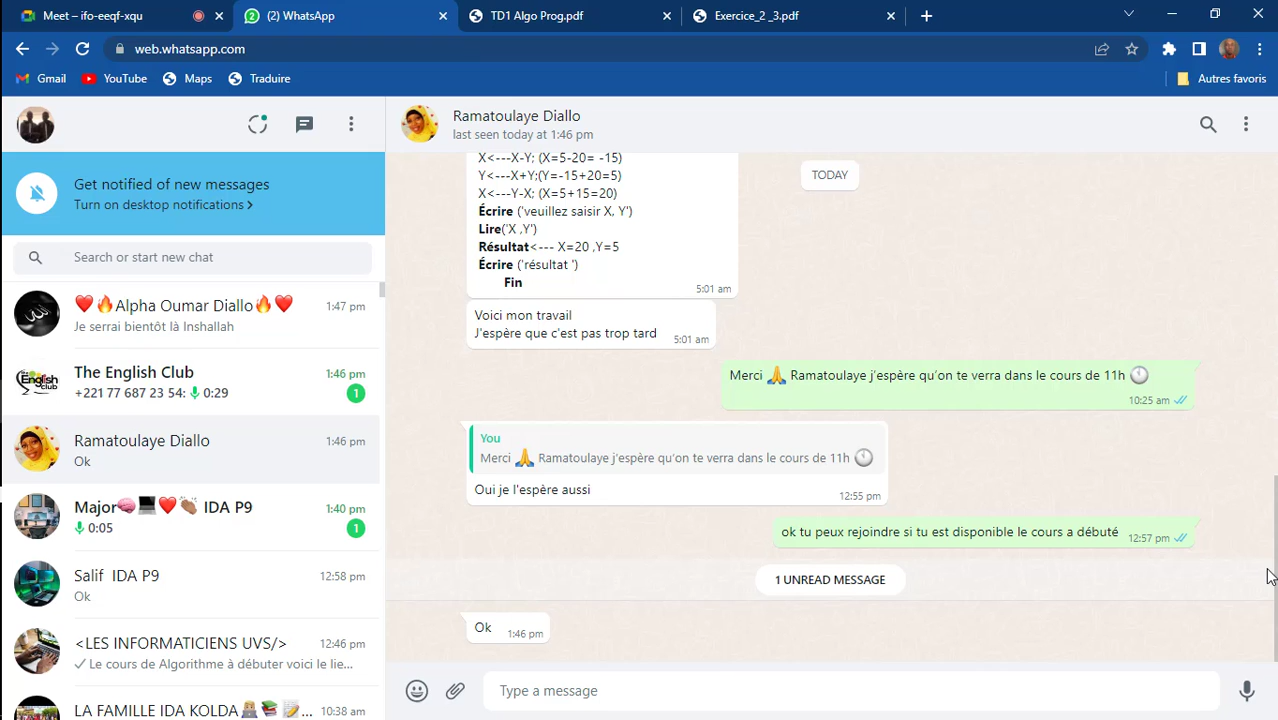 Meet – ifo-eeqf-xqu
(2) WhatsApp
TD1 Algo Prog.pdf
Exercice_2 _3.pdf
web.whatsapp.com
Gmail
YouTube
Maps
Traduire
Autres favoris
Get notified of new messages
Turn on desktop notifications >
Search or start new chat
❤️🔥Alpha Oumar Diallo🔥❤️
1:47 pm
Je serrai bientôt là Inshallah
The English Club
1:46 pm
+221 77 687 23 54: 0:29
1
Ramatoulaye Diallo
1:46 pm
Ok
Major🧠💻❤️👏🏽 IDA P9
1:40 pm
0:05
1
Salif IDA P9
12:58 pm
Ok
<LES INFORMATICIENS UVS/>
12:46 pm
✓ Le cours de Algorithme à débuter voici le lie...
LA FAMILLE IDA KOLDA👩🏼‍💻📚📝...
10:38 am
Ramatoulaye Diallo
last seen today at 1:46 pm
TODAY
X<---X-Y; (X=5-20= -15)
Y<---X+Y;(Y=-15+20=5)
X<---Y-X; (X=5+15=20)
Écrire ('veuillez saisir X, Y')
Lire('X ,Y')
Résultat<--- X=20 ,Y=5
Écrire ('résultat ')
Fin
5:01 am
Voici mon travail
J'espère que c'est pas trop tard
5:01 am
Merci 🙏 Ramatoulaye j'espère qu'on te verra dans le cours de 11h 🕚
10:25 am
You
Merci 🙏 Ramatoulaye j'espère qu'on te verra dans le cours de 11h 🕚
Oui je l'espère aussi
12:55 pm
ok tu peux rejoindre si tu est disponible le cours a débuté
12:57 pm
1 UNREAD MESSAGE
Ok
1:46 pm
Type a message